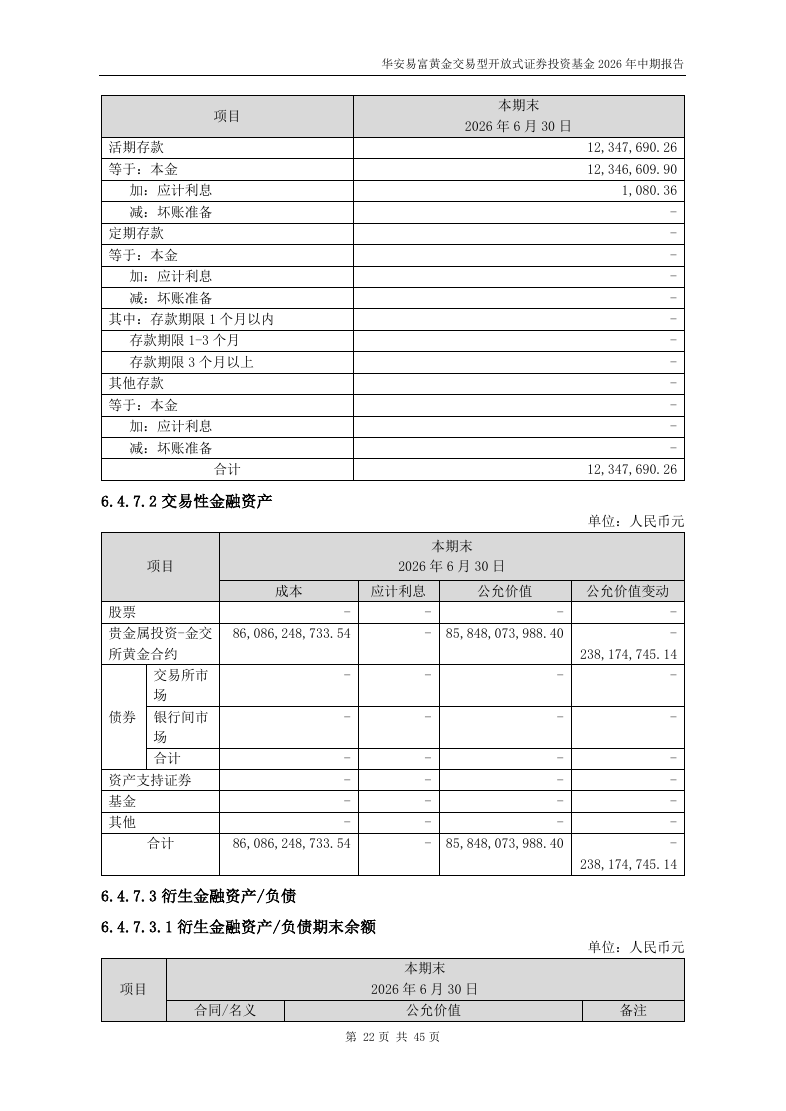 华安易富黄金交易型开放式证券投资基金 2026 年中期报告
项目 本期末
2026 年 6 月 30 日
活期存款 12,347,690.26
等于：本金 12,346,609.90
加：应计利息 1,080.36
减：坏账准备 -
定期存款 -
等于：本金 -
加：应计利息 -
减：坏账准备 -
其中：存款期限 1 个月以内 -
存款期限 1-3 个月 -
存款期限 3 个月以上 -
其他存款 -
等于：本金 -
加：应计利息 -
减：坏账准备 -
合计 12,347,690.26
6.4.7.2 交易性金融资产
单位：人民币元
项目 本期末
2026 年 6 月 30 日
成本 应计利息 公允价值 公允价值变动
股票 - - - -
贵金属投资-金交 86,086,248,733.54 - 85,848,073,988.40 -
所黄金合约 238,174,745.14
债券 交易所市 - - - -
场
银行间市 - - - -
场
合计 - - - -
资产支持证券 - - - -
基金 - - - -
其他 - - - -
合计 86,086,248,733.54 - 85,848,073,988.40 -
238,174,745.14
6.4.7.3 衍生金融资产/负债
6.4.7.3.1 衍生金融资产/负债期末余额
单位：人民币元
项目 本期末
2026 年 6 月 30 日
合同/名义 公允价值 备注
第 22 页 共 45 页